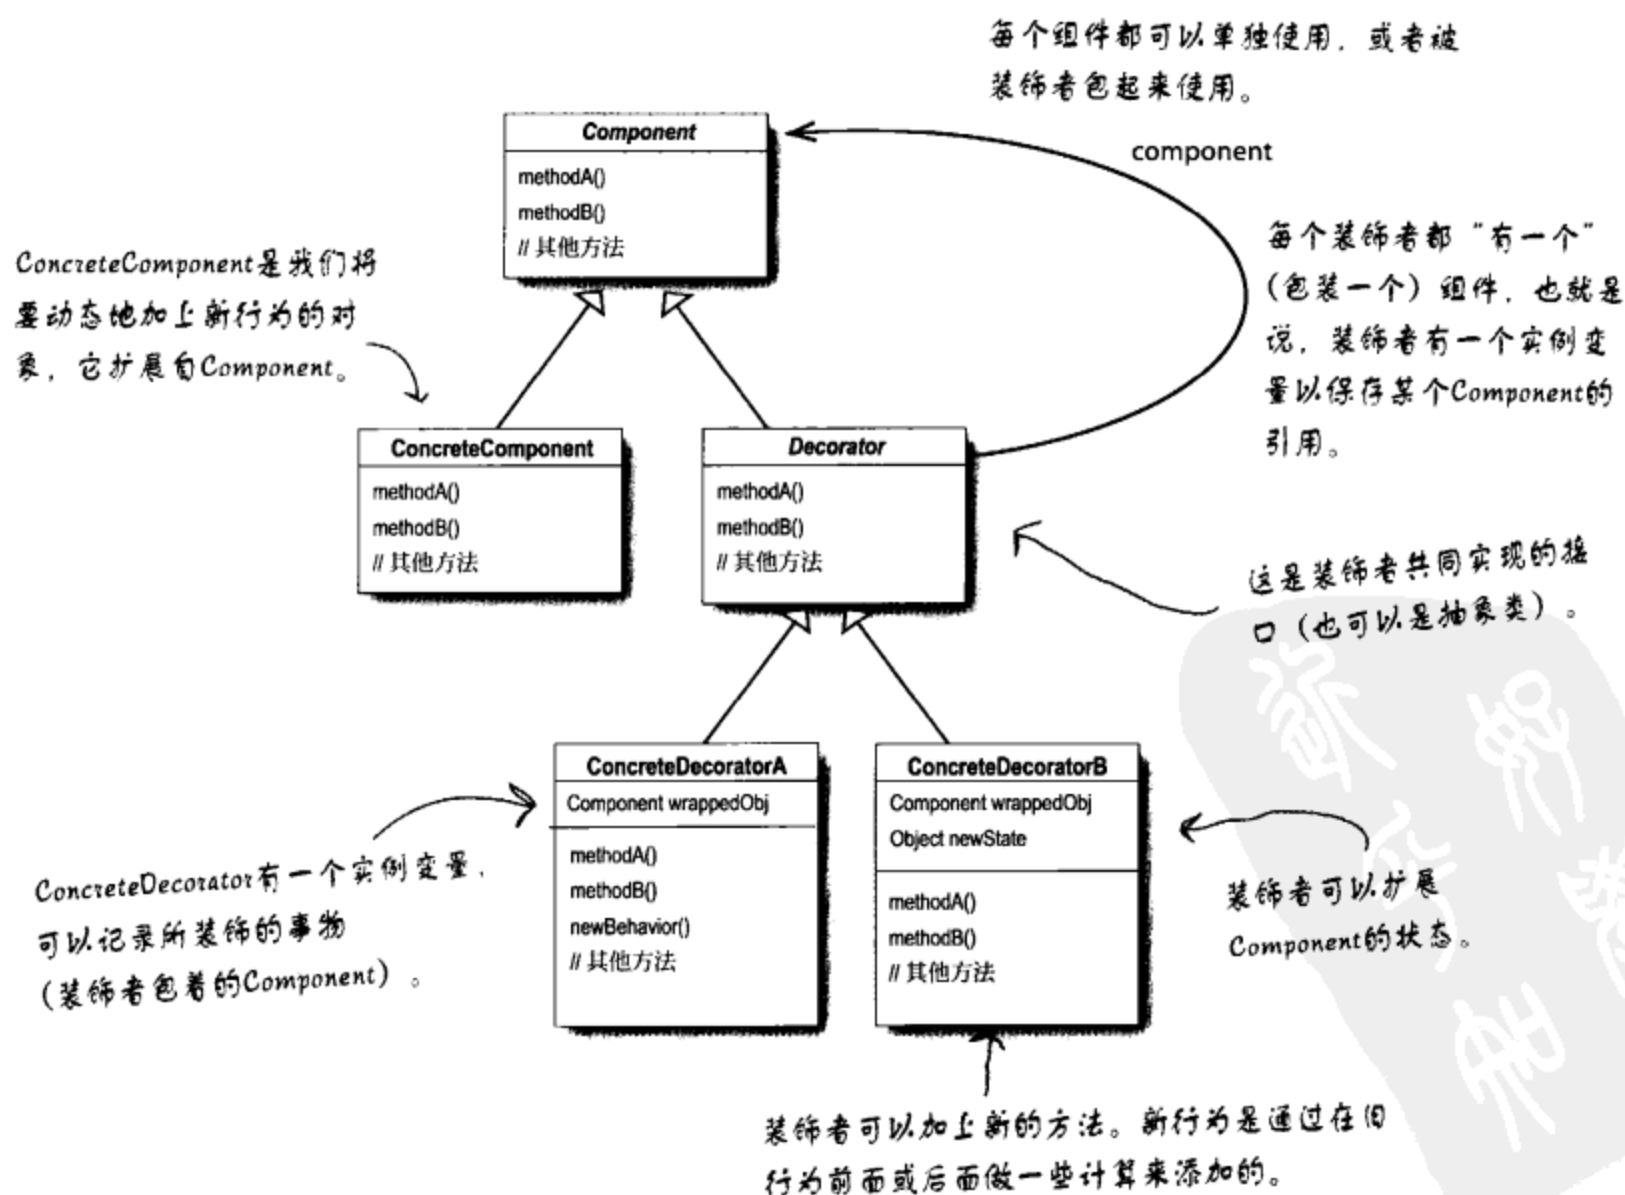 每个组件都可以单独使用，或者被
装饰者包起来使用。
Component
methodA()
methodB()
// 其他方法
component
ConcreteComponent是我们将
要动态地加上新行为的对
象，它扩展自Component。
每个装饰者都“有一个”
（包装一个）组件，也就是
说，装饰者有一个实例变
量以保存某个Component的
引用。
ConcreteComponent
methodA()
methodB()
// 其他方法
Decorator
methodA()
methodB()
// 其他方法
这是装饰者共同实现的接
口（也可以是抽象类）。
ConcreteDecoratorA
Component wrappedObj
methodA()
methodB()
newBehavior()
// 其他方法
ConcreteDecoratorB
Component wrappedObj
Object newState
methodA()
methodB()
// 其他方法
ConcreteDecorator有一个实例变量，
可以记录所装饰的事物
（装饰者包着的Component）。
装饰者可以扩展
Component的状态。
装饰者可以加上新的方法。新行为是通过在旧
行为前面或后面做一些计算来添加的。